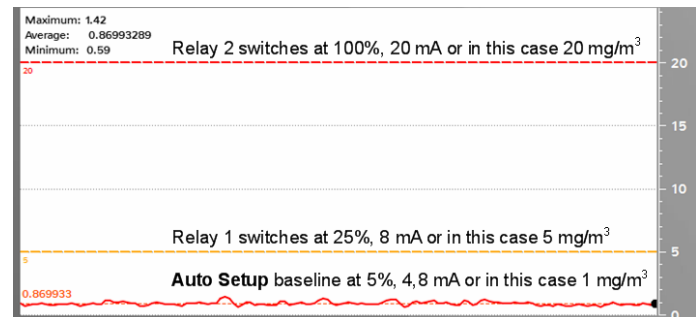 Maximum: 1.42
Average: 0.86993289
Minimum: 0.59
Relay 2 switches at 100%, 20 mA or in this case 20 mg/m³
20
20
15
10
Relay 1 switches at 25%, 8 mA or in this case 5 mg/m³
5
5
Auto Setup baseline at 5%, 4,8 mA or in this case 1 mg/m³
0.869933
0